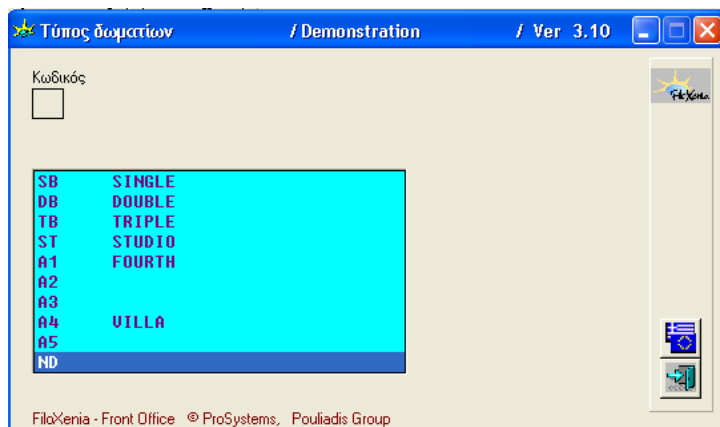 Τύπος δωματίων / Demonstration / Ver 3.10
Κωδικός
FiloXenia
SB SINGLE
DB DOUBLE
TB TRIPLE
ST STUDIO
A1 FOURTH
A2
A3
A4 VILLA
A5
ND
FiloXenia - Front Office © ProSystems, Pouliadis Group